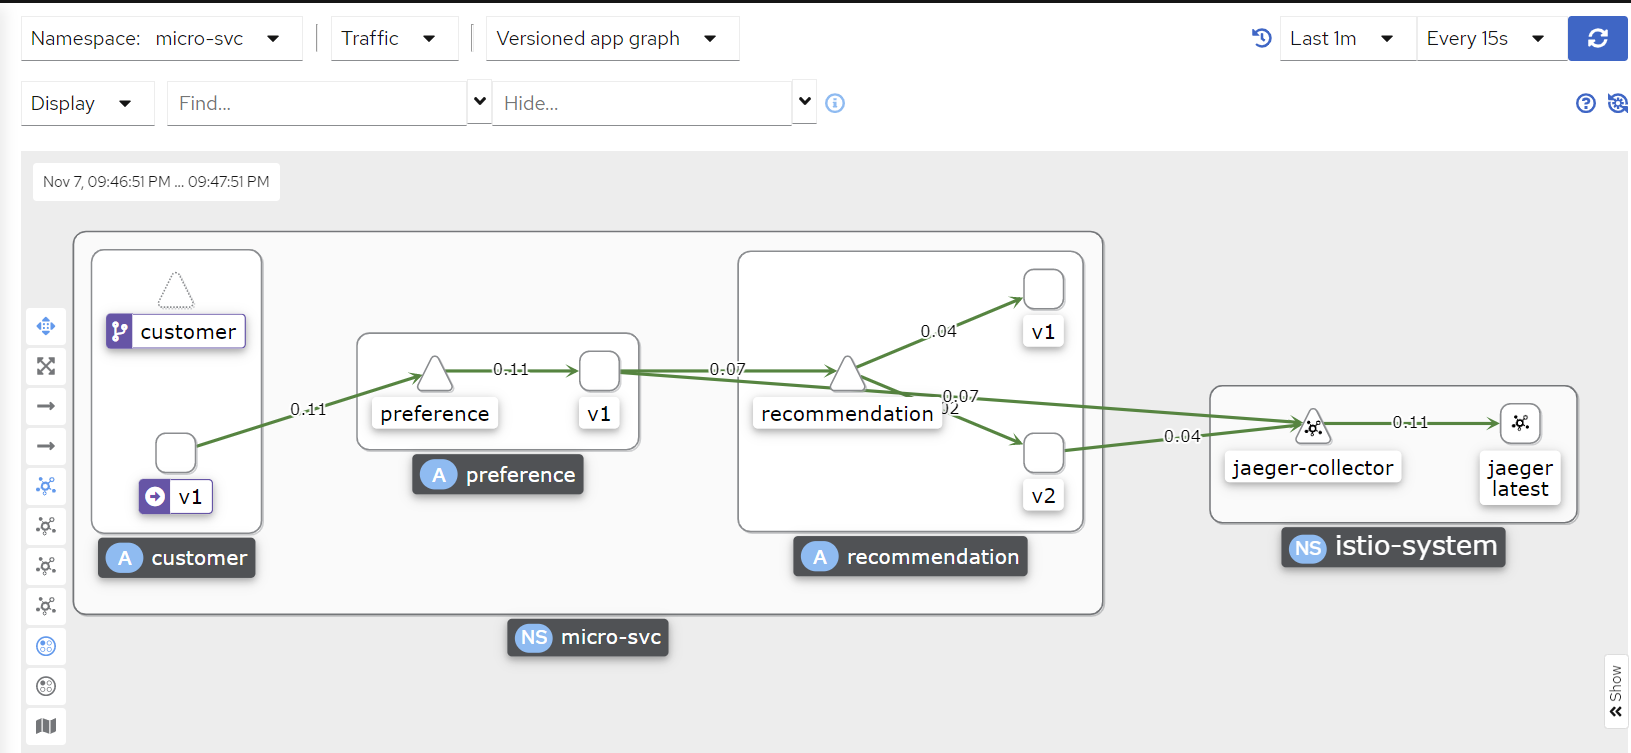 Namespace: micro-svc
Traffic
Versioned app graph
Last 1m
Every 15s
Display
Find...
Hide...
Nov 7, 09:46:51 PM ... 09:47:51 PM
customer
v1
A customer
0.11
preference
0.11
v1
A preference
0.07
recommendation
0.04
v1
0.07
02
v2
A recommendation
NS micro-svc
0.04
jaeger-collector
0.11
jaeger
latest
NS istio-system
Show